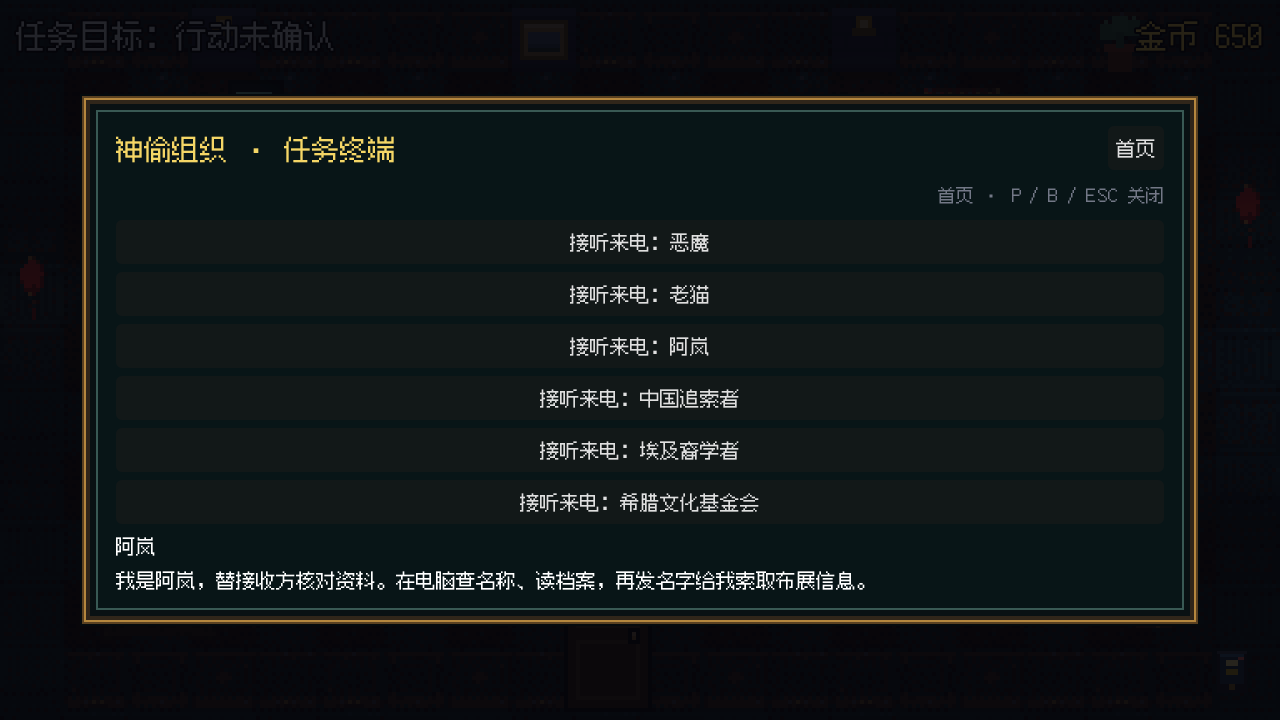 任务目标：行动未确认
金币 650
神偷组织 · 任务终端
首页
首页 · P / B / ESC 关闭
接听来电：恶魔
接听来电：老猫
接听来电：阿岚
接听来电：中国追索者
接听来电：埃及裔学者
接听来电：希腊文化基金会
阿岚
我是阿岚，替接收方核对资料。在电脑查名称、读档案，再发名字给我索取布展信息。